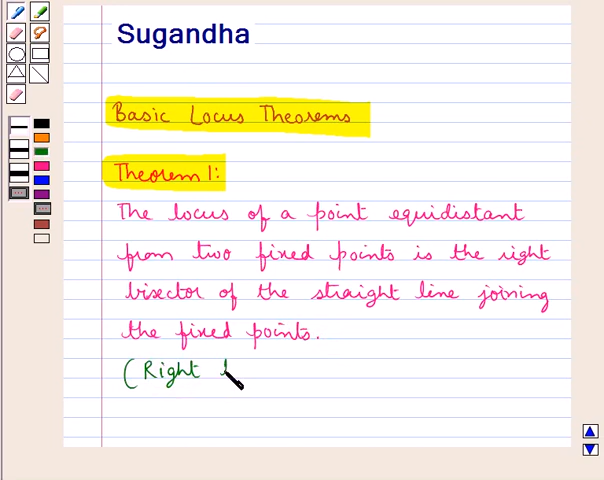 Sugandha
Basic Locus Theorems
Theorem 1:
The locus of a point equidistant
from two fixed points is the right
bisector of the straight line joining
the fixed points.
(Right